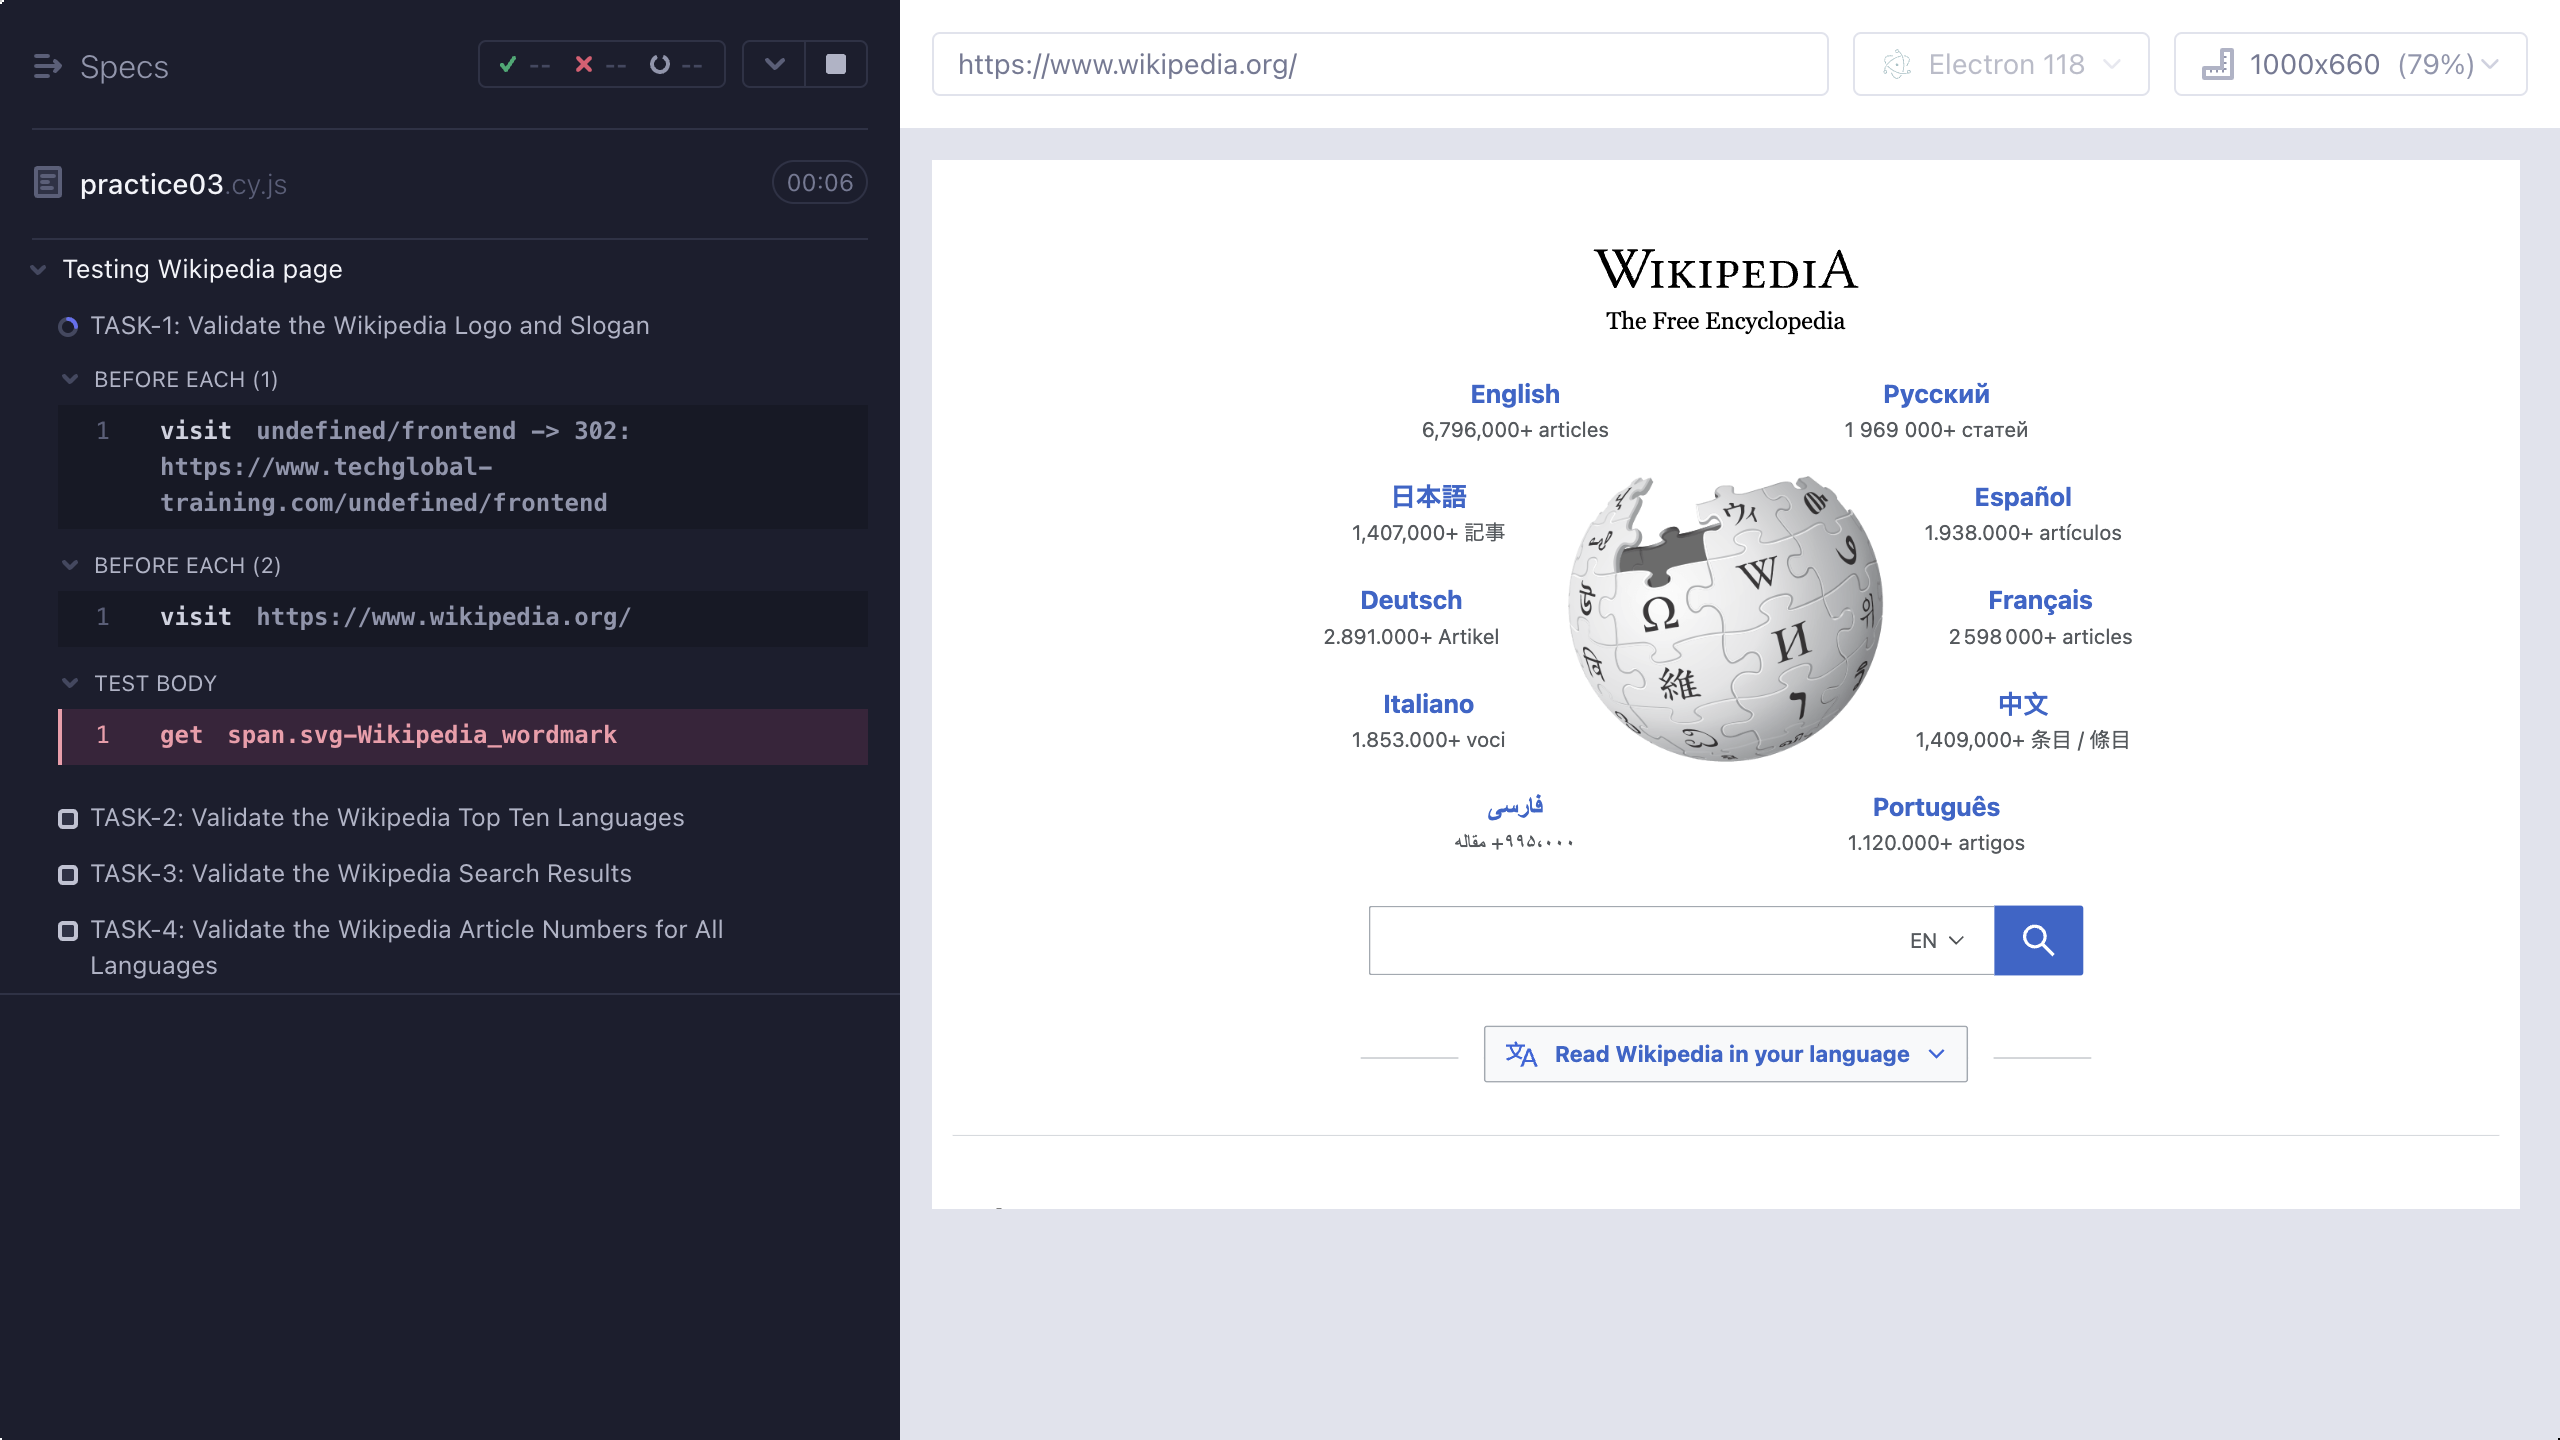 Specs
-- -- --
practice03.cy.js
00:06
Testing Wikipedia page
TASK-1: Validate the Wikipedia Logo and Slogan
BEFORE EACH (1)
1 visit undefined/frontend -> 302:
https://www.techglobal-
training.com/undefined/frontend
BEFORE EACH (2)
1 visit https://www.wikipedia.org/
TEST BODY
1 get span.svg-Wikipedia_wordmark
TASK-2: Validate the Wikipedia Top Ten Languages
TASK-3: Validate the Wikipedia Search Results
TASK-4: Validate the Wikipedia Article Numbers for All
Languages
https://www.wikipedia.org/
Electron 118
1000x660 (79%)
WIKIPEDIA
The Free Encyclopedia
English
6,796,000+ articles
Русский
1 969 000+ статей
日本語
1,407,000+ 記事
Español
1.938.000+ artículos
Deutsch
2.891.000+ Artikel
Français
2 598 000+ articles
Italiano
1.853.000+ voci
中文
1,409,000+ 条目 / 條目
فارسی
۹۹۵٬۰۰۰+ مقاله
Português
1.120.000+ artigos
Ω W И 維 ウィ
EN
Read Wikipedia in your language